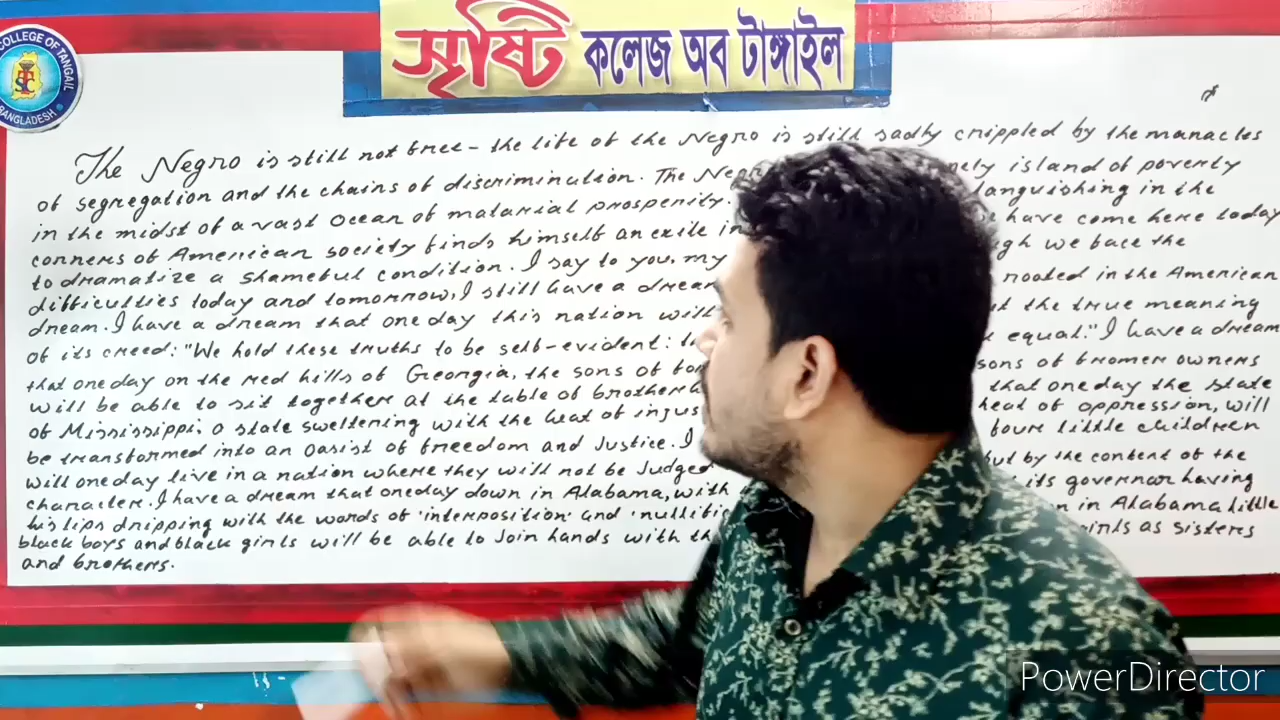 COLLEGE OF TANGAIL
BANGLADESH
সৃষ্টি কলেজ অব টাঙ্গাইল
The Negro is still not free - the life of the Negro is still sadly crippled by the manacles
of segregation and the chains of discrimination. The island of poverty
in the midst of a vast ocean of matarial prosperity. languishing in the
corners of American society finds himself an exile in have come here today
to dramatize a shameful condition. I say to you, my we face the
difficulties today and tomorrow, I still have a dream rooted in the American
dream. I have a dream that one day this nation will the true meaning
of its creed: "We hold these truths to be self-evident: equal." I have a dream
that one day on the red hills of Georgia, the sons of sons of fromer owners
will be able to sit together at the table of that one day the state
of Mississippi, a state sweltering with the heat of heat of oppression, will
be transformed into an oasist of freedom and Justice. I four little children
will one day live in a nation where they will not be Judged but by the content of the
character. I have a dream that one day down in Alabama, with its governor having
his lips dripping with the words of 'interposition' and in Alabama little
black boys and black girls will be able to Join hands with girls as sisters
and brothers.
PowerDirector